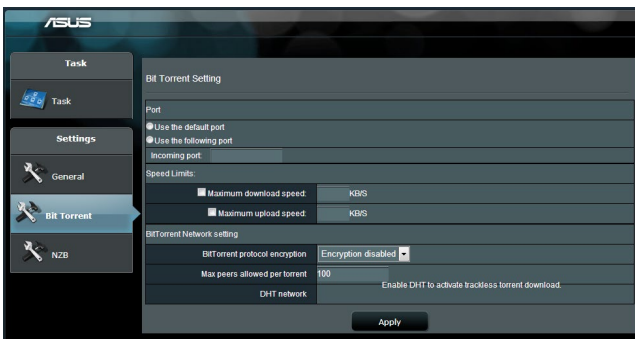 ASUS
Task
Task
Settings
General
Bit Torrent
NZB
Bit Torrent Setting
Port
Use the default port
Use the following port
Incoming port:
Speed Limits:
Maximum download speed: KB/S
Maximum upload speed: KB/S
BitTorrent Network setting
BitTorrent protocol encryption Encryption disabled
Max peers allowed per torrent 100
DHT network Enable DHT to activate trackless torrent download.
Apply